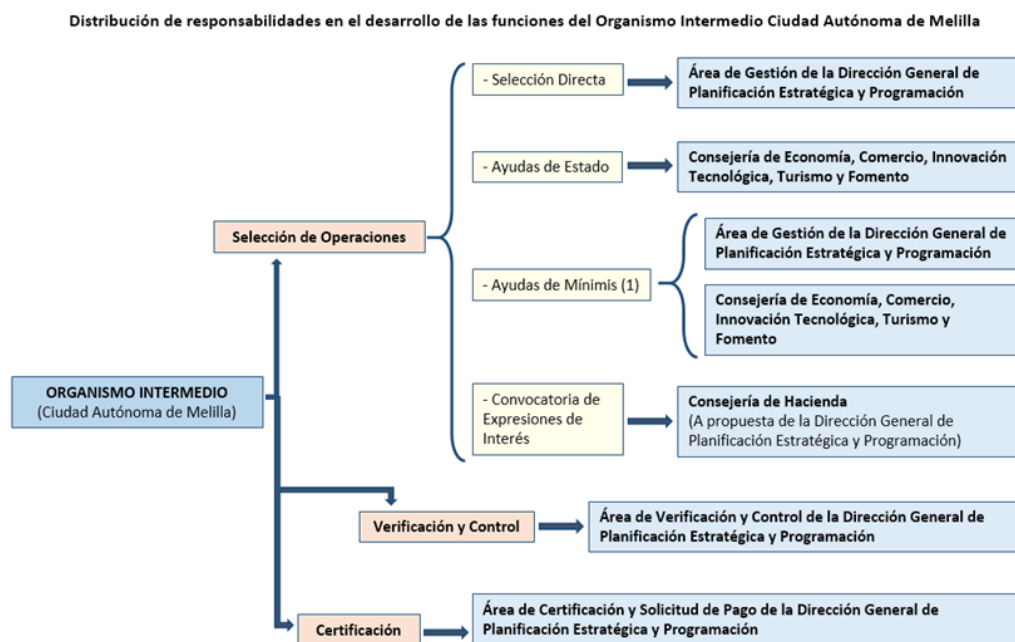 Distribución de responsabilidades en el desarrollo de las funciones del Organismo Intermedio Ciudad Autónoma de Melilla
- Selección Directa
Área de Gestión de la Dirección General de
Planificación Estratégica y Programación
- Ayudas de Estado
Consejería de Economía, Comercio, Innovación
Tecnológica, Turismo y Fomento
Selección de Operaciones
- Ayudas de Mínimis (1)
Área de Gestión de la Dirección General de
Planificación Estratégica y Programación
Consejería de Economía, Comercio,
Innovación Tecnológica, Turismo y
Fomento
ORGANISMO INTERMEDIO
(Ciudad Autónoma de Melilla)
- Convocatoria de
Expresiones de
Interés
Consejería de Hacienda
(A propuesta de la Dirección General de
Planificación Estratégica y Programación)
Verificación y Control
Área de Verificación y Control de la Dirección General de
Planificación Estratégica y Programación
Certificación
Área de Certificación y Solicitud de Pago de la Dirección General de
Planificación Estratégica y Programación